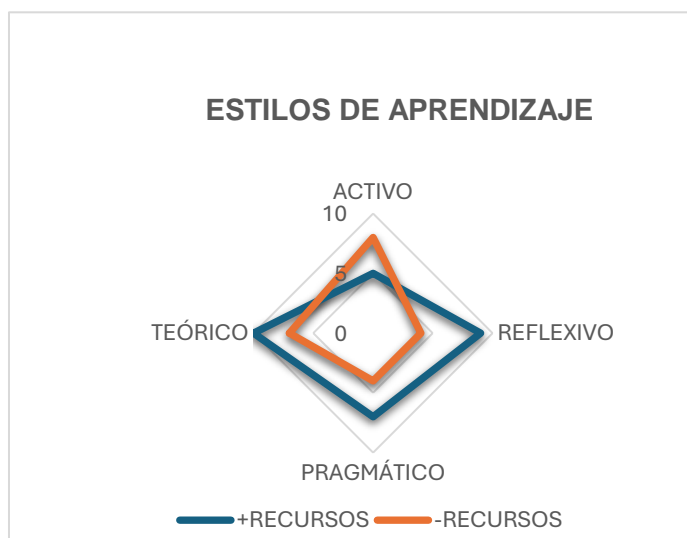 ESTILOS DE APRENDIZAJE
ACTIVO
10
5
TEÓRICO
0
REFLEXIVO
PRAGMÁTICO
+RECURSOS
-RECURSOS